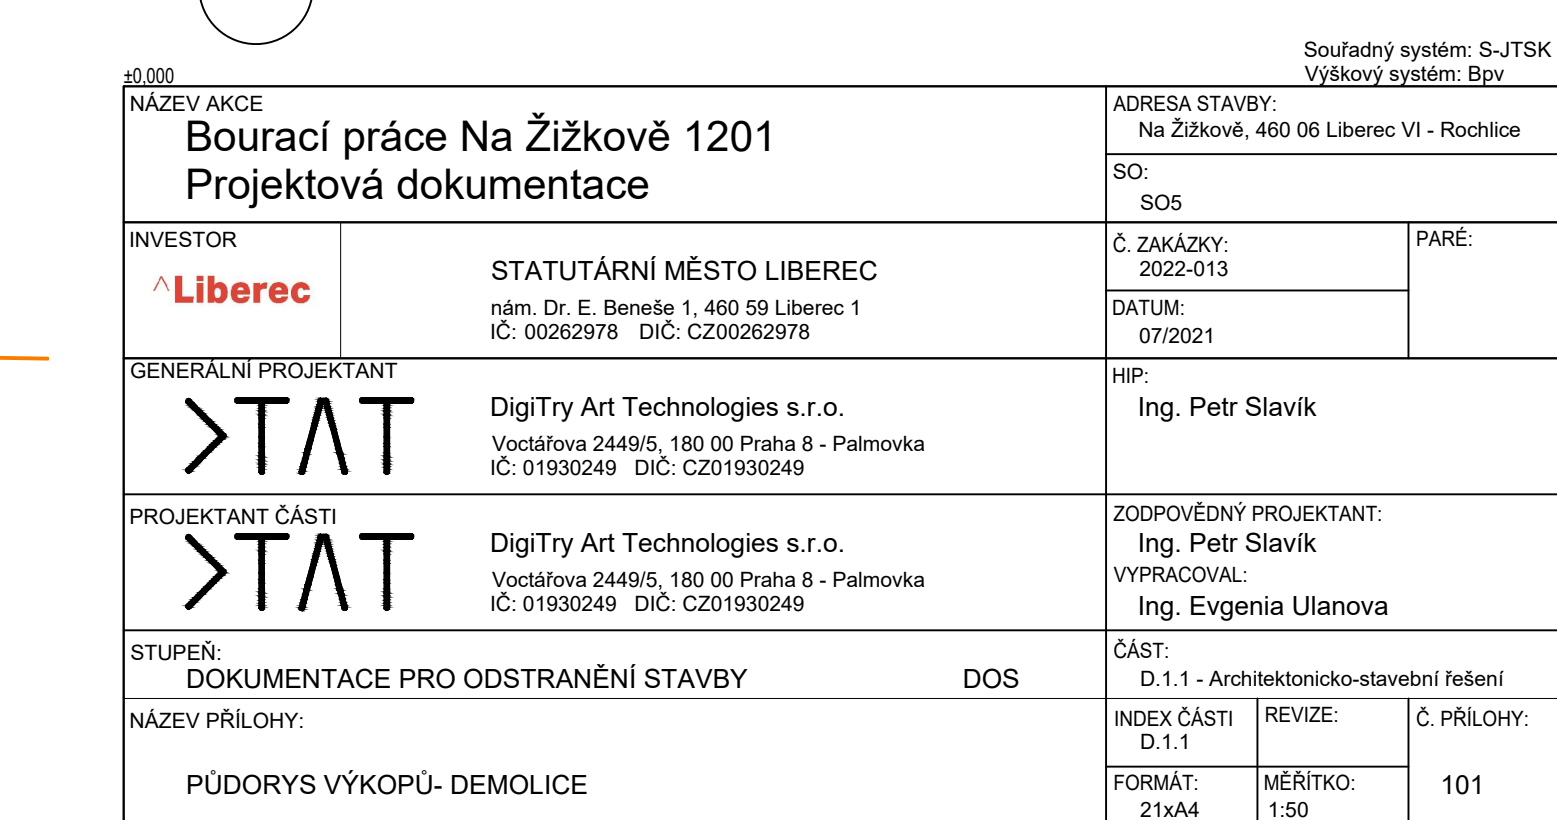 Souřadný systém: S-JTSK
Výškový systém: Bpv
±0,000
NÁZEV AKCE
Bourací práce Na Žižkově 1201
Projektová dokumentace
ADRESA STAVBY:
Na Žižkově, 460 06 Liberec VI - Rochlice
SO:
SO5
INVESTOR
^Liberec
STATUTÁRNÍ MĚSTO LIBEREC
nám. Dr. E. Beneše 1, 460 59 Liberec 1
IČ: 00262978 DIČ: CZ00262978
Č. ZAKÁZKY:
2022-013
PARÉ:
DATUM:
07/2021
GENERÁLNÍ PROJEKTANT
DigiTry Art Technologies s.r.o.
Voctářova 2449/5, 180 00 Praha 8 - Palmovka
IČ: 01930249 DIČ: CZ01930249
HIP:
Ing. Petr Slavík
PROJEKTANT ČÁSTI
DigiTry Art Technologies s.r.o.
Voctářova 2449/5, 180 00 Praha 8 - Palmovka
IČ: 01930249 DIČ: CZ01930249
ZODPOVĚDNÝ PROJEKTANT:
Ing. Petr Slavík
VYPRACOVAL:
Ing. Evgenia Ulanova
STUPEŇ:
DOKUMENTACE PRO ODSTRANĚNÍ STAVBY DOS
ČÁST:
D.1.1 - Architektonicko-stavební řešení
NÁZEV PŘÍLOHY:
PŮDORYS VÝKOPŮ- DEMOLICE
INDEX ČÁSTI
D.1.1
REVIZE:
Č. PŘÍLOHY:
101
FORMÁT:
21xA4
MĚŘÍTKO:
1:50